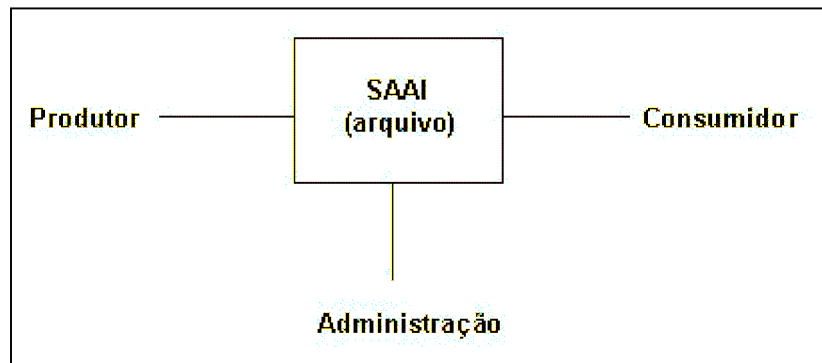 SAAI
(arquivo)
Produtor
Consumidor
Administração